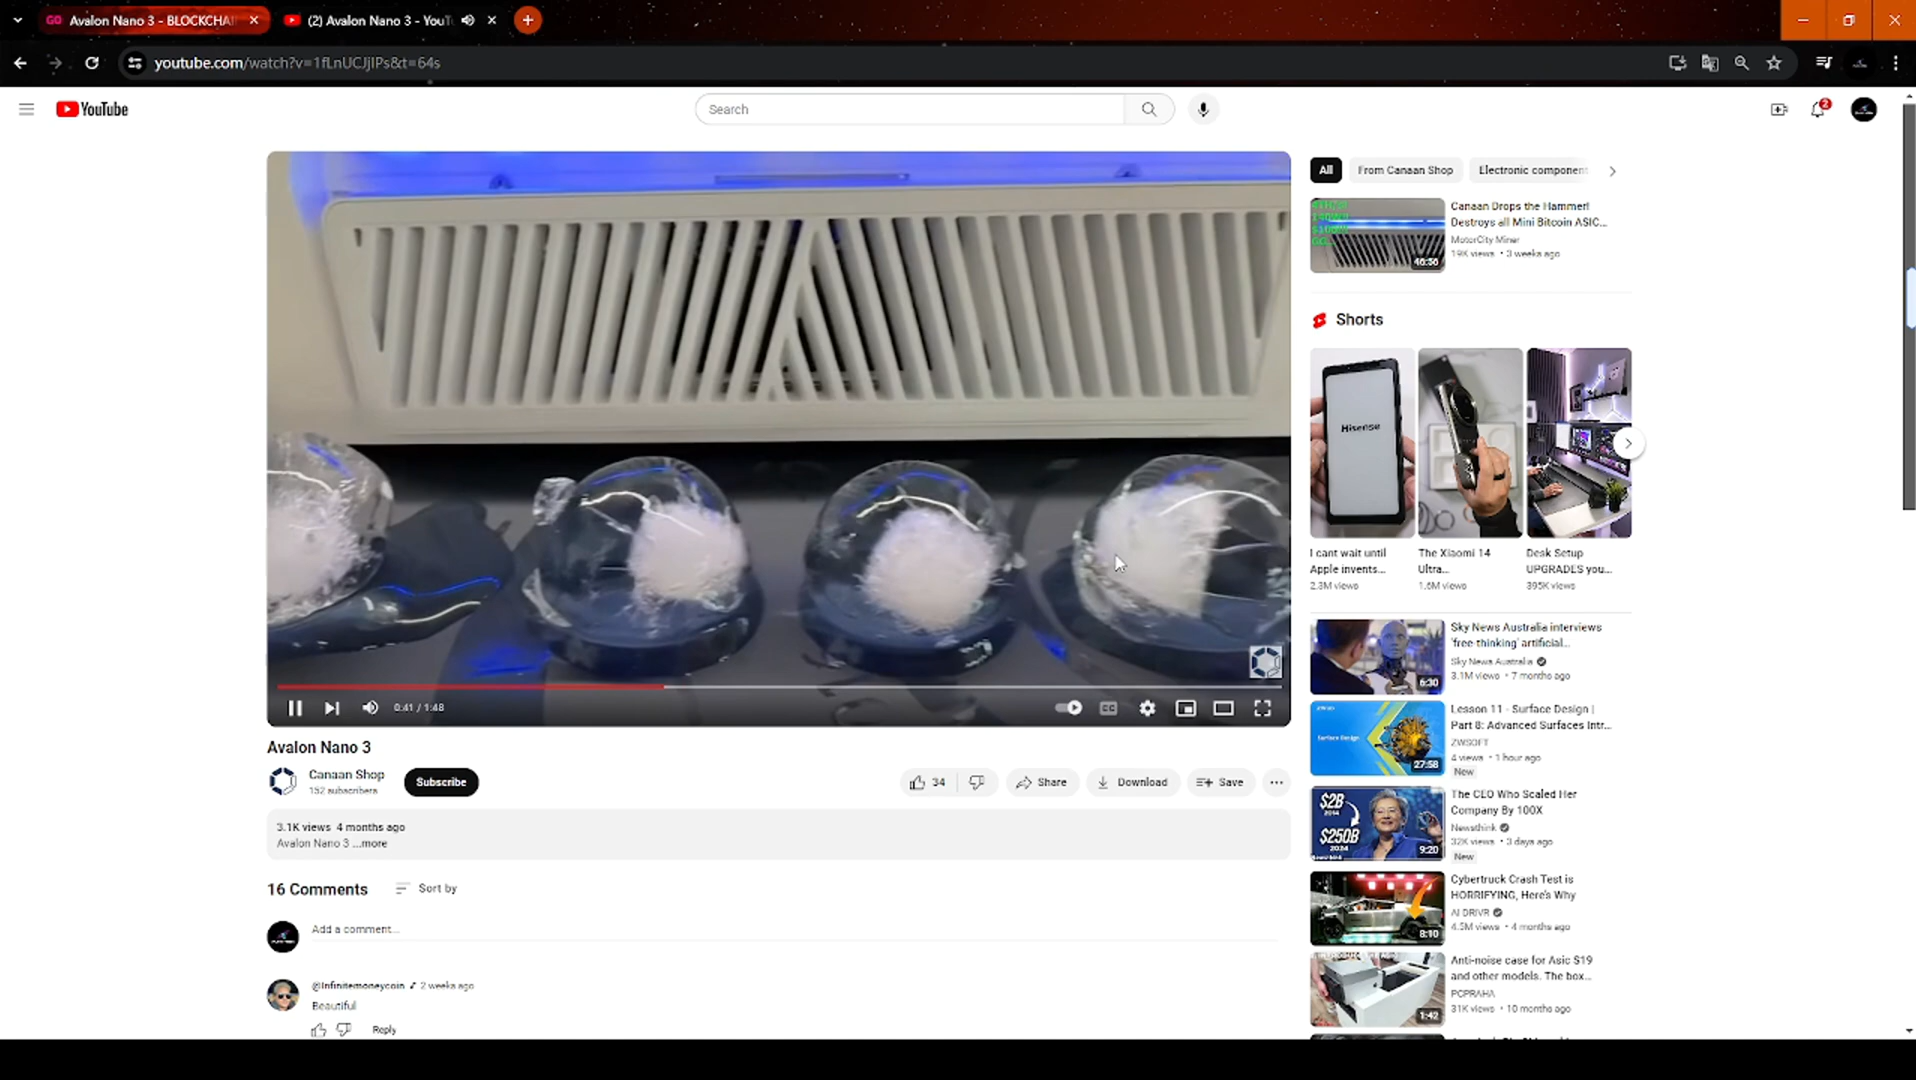 Avalon Nano 3 - BLOCKCHAI
(2) Avalon Nano 3 - YouT
youtube.com/watch?v=1fLnUCJjlPs&t=64s
YouTube
Search
2
All
From Canaan Shop
Electronic component
Canaan Drops the Hammer!
Destroys all Mini Bitcoin ASIC...
MotorCity Miner
19K views • 3 weeks ago
46:56
Shorts
Hisense
I cant wait until
Apple invents...
2.3M views
The Xiaomi 14
Ultra...
1.6M views
Desk Setup
UPGRADES you...
395K views
Sky News Australia interviews
'free-thinking' artificial...
Sky News Australia
3.1M views • 7 months ago
6:30
Lesson 11 - Surface Design |
Part 8: Advanced Surfaces Intr...
ZWSOFT
4 views • 1 hour ago
New
Surface Design
27:58
The CEO Who Scaled Her
Company By 100X
Newsthink
32K views • 3 days ago
New
$2B
2014
$250B
2024
9:20
Cybertruck Crash Test is
HORRIFYING, Here's Why
AI DRIVR
4.5M views • 4 months ago
8:10
Anti-noise case for Asic S19
and other models. The box...
PCPRAHA
31K views • 10 months ago
1:42
0:41 / 1:48
CC
Avalon Nano 3
Canaan Shop
152 subscribers
Subscribe
34
Share
Download
Save
3.1K views 4 months ago
Avalon Nano 3 ...more
16 Comments
Sort by
Add a comment...
@Infinitemoneycoin 2 weeks ago
Beautiful
Reply